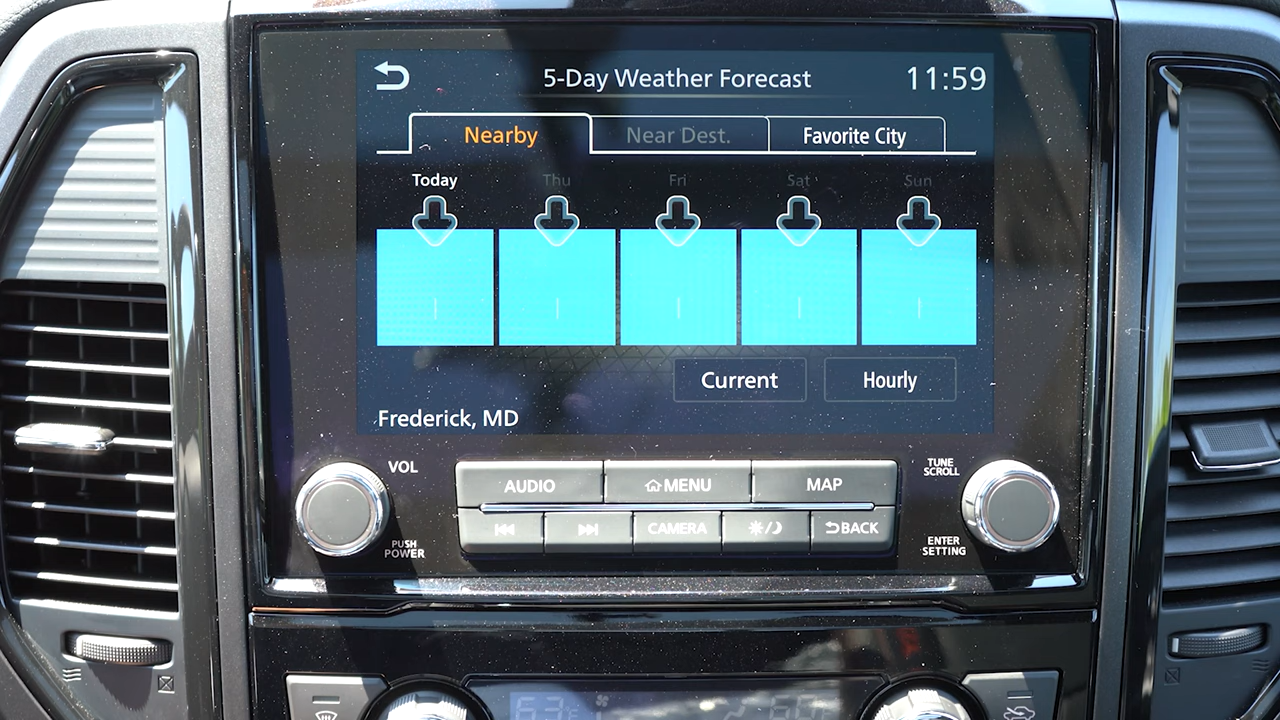 5-Day Weather Forecast 11:59
Nearby Near Dest. Favorite City
Today Thu Fri Sat Sun
Current Hourly
Frederick, MD
VOL
PUSH
POWER
AUDIO MENU MAP
CAMERA BACK
TUNE
SCROLL
ENTER
SETTING
63°F